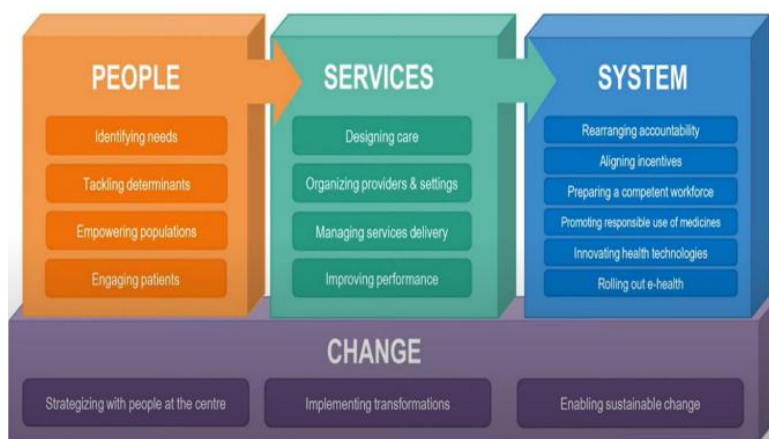 PEOPLE
Identifying needs
Tackling determinants
Empowering populations
Engaging patients
SERVICES
Designing care
Organizing providers & settings
Managing services delivery
Improving performance
SYSTEM
Rearranging accountability
Aligning incentives
Preparing a competent workforce
Promoting responsible use of medicines
Innovating health technologies
Rolling out e-health
CHANGE
Strategizing with people at the centre
Implementing transformations
Enabling sustainable change